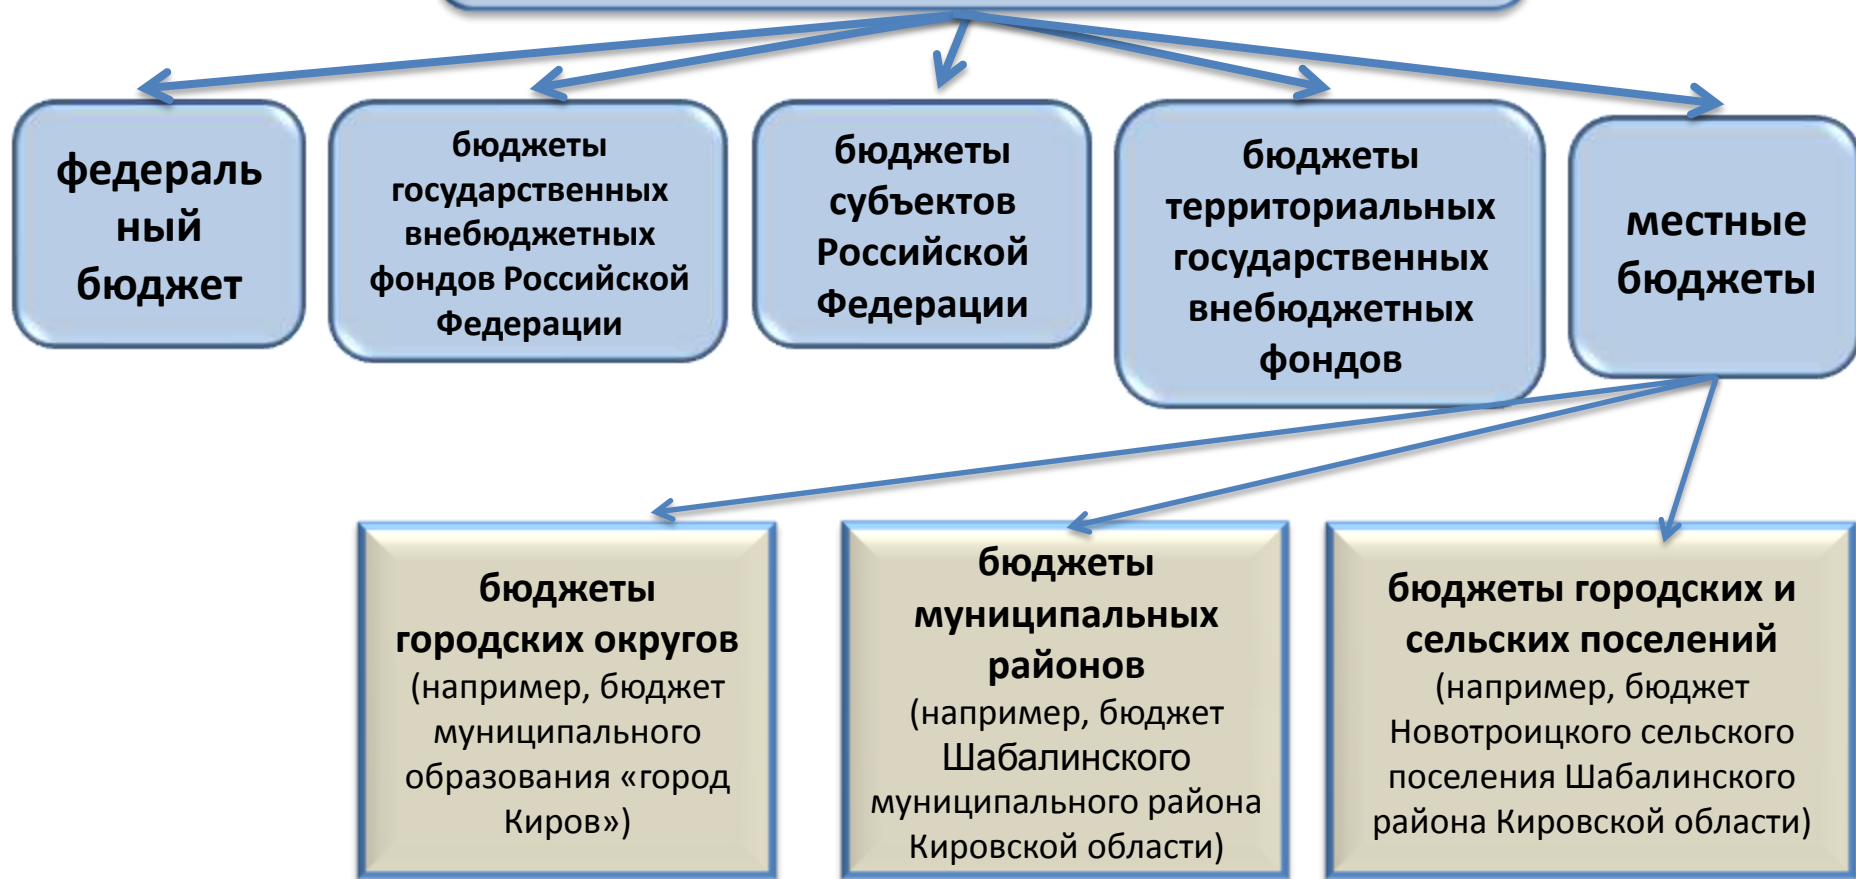 федераль
ный
бюджет
бюджеты
государственных
внебюджетных
фондов Российской
Федерации
бюджеты
субъектов
Российской
Федерации
бюджеты
территориальных
государственных
внебюджетных
фондов
местные
бюджеты
бюджеты
городских округов
(например, бюджет
муниципального
образования «город
Киров»)
бюджеты
муниципальных
районов
(например, бюджет
Шабалинского
муниципального района
Кировской области)
бюджеты городских и
сельских поселений
(например, бюджет
Новотроицкого сельского
поселения Шабалинского
района Кировской области)